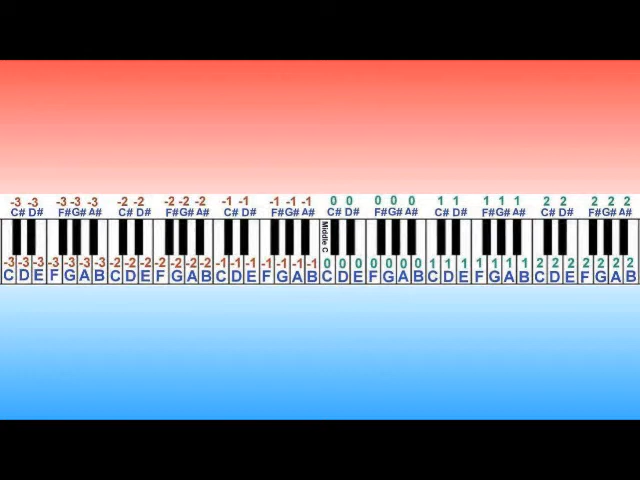 -3 -3 -3 -3 -3 -2 -2 -2 -2 -2 -1 -1 -1 -1 -1 0 0 0 0 0 1 1 1 1 1 2 2 2 2 2
C# D# F# G# A# C# D# F# G# A# C# D# F# G# A# C# D# F# G# A# C# D# F# G# A# C# D# F# G# A#
Middle C
-3 -3 -3 -3 -3 -3 -3 -2 -2 -2 -2 -2 -2 -2 -1 -1 -1 -1 -1 -1 -1 0 0 0 0 0 0 0 1 1 1 1 1 1 1 2 2 2 2 2 2 2
C D E F G A B C D E F G A B C D E F G A B C D E F G A B C D E F G A B C D E F G A B